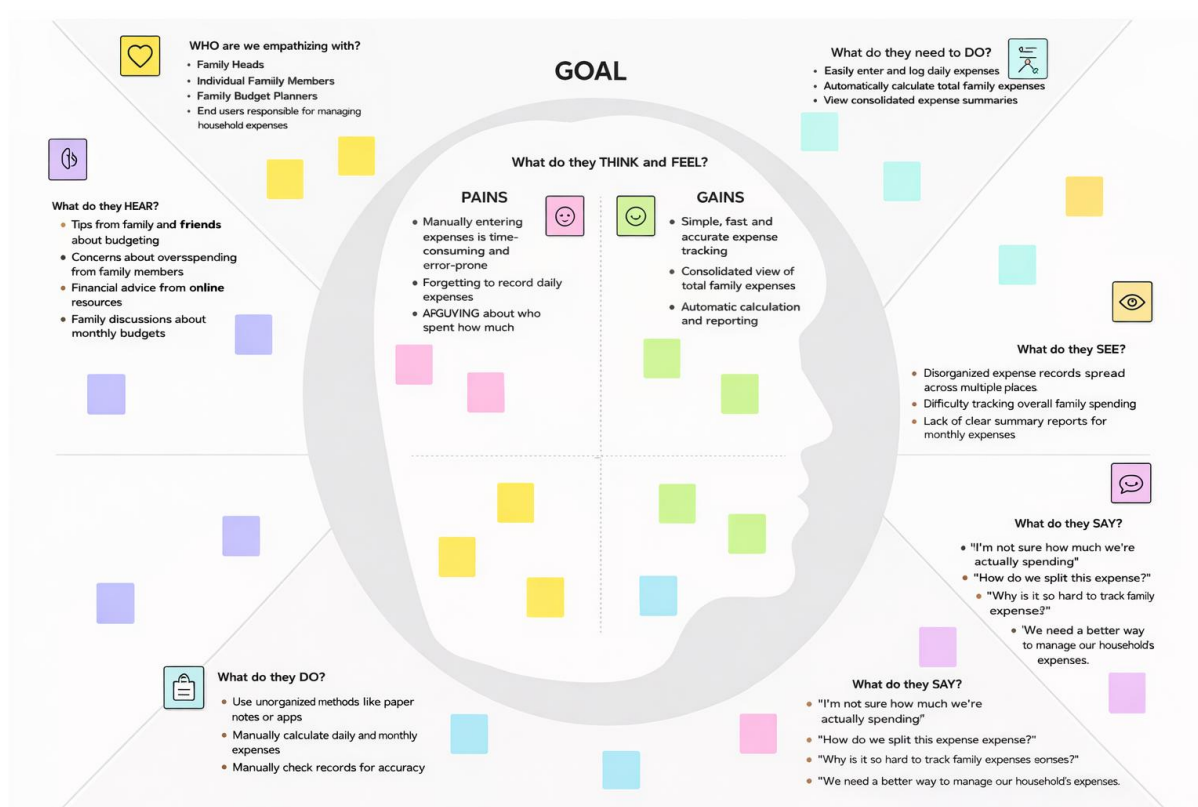 GOAL
WHO are we empathizing with?
• Family Heads
• Individual Family Members
• Family Budget Planners
• End users responsible for managing
household expenses
What do they need to DO?
• Easily enter and log daily expenses
• Automatically calculate total family expenses
• View consolidated expense summaries
What do they HEAR?
• Tips from family and friends
about budgeting
• Concerns about oversspending
from family members
• Financial advice from online
resources
• Family discussions about
monthly budgets
What do they THINK and FEEL?
PAINS
• Manually entering
expenses is time-
consuming and
error-prone
• Forgetting to record daily
expenses
• AFGUVING about who
spent how much
GAINS
• Simple, fast and
accurate expense
tracking
• Consolidated view of
total family expenses
• Automatic calculation
and reporting
What do they SEE?
• Disorganized expense records spread
across multiple places
• Difficulty tracking overall family spending
• Lack of clear summary reports for
monthly expenses
What do they SAY?
• "I'm not sure how much we're
actually spending"
• "How do we split this expense?"
• "Why is it so hard to track family
expense?"
• 'We need a better way
to manage our household's
expenses.
What do they DO?
• Use unorganized methods like paper
notes or apps
• Manually calculate daily and monthly
expenses
• Manually check records for accuracy
What do they SAY?
• "I'm not sure how much we're
actually spending"
• "How do we split this expense expense?"
• "Why is it so hard to track family expenses eonses?"
• "We need a better way to manage our household's expenses.